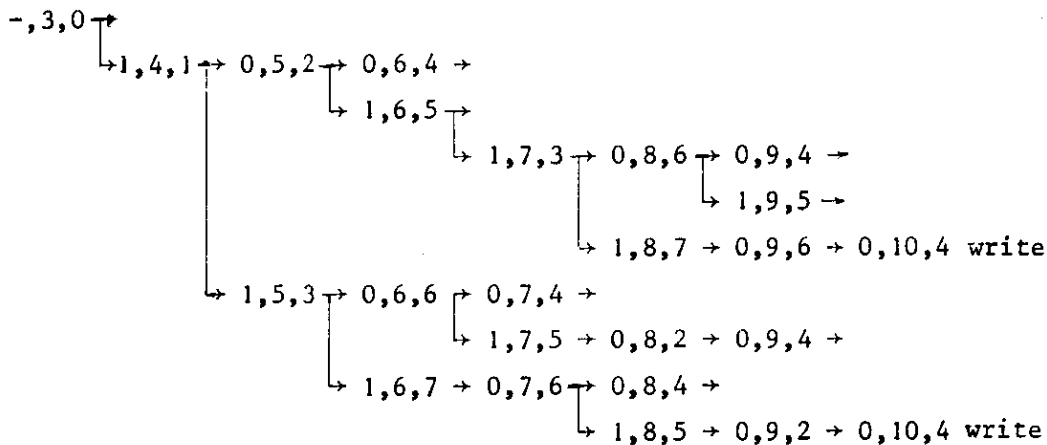 -,3,0 →
→ 1,4,1 → 0,5,2 → 0,6,4 →
→ 1,6,5 →
→ 1,7,3 → 0,8,6 → 0,9,4 →
→ 1,9,5 →
→ 1,8,7 → 0,9,6 → 0,10,4 write
→ 1,5,3 → 0,6,6 → 0,7,4 →
→ 1,7,5 → 0,8,2 → 0,9,4 →
→ 1,6,7 → 0,7,6 → 0,8,4 →
→ 1,8,5 → 0,9,2 → 0,10,4 write